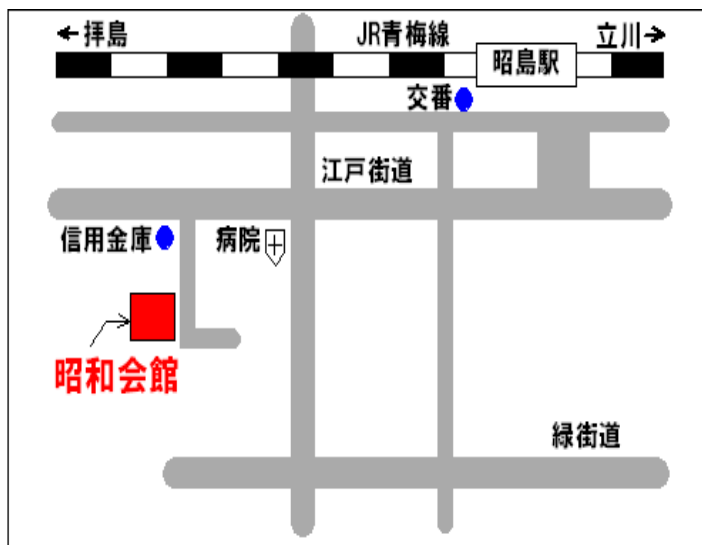 ←拝島
JR青梅線
立川→
昭島駅
交番
江戸街道
信用金庫
病院
昭和会館
緑街道